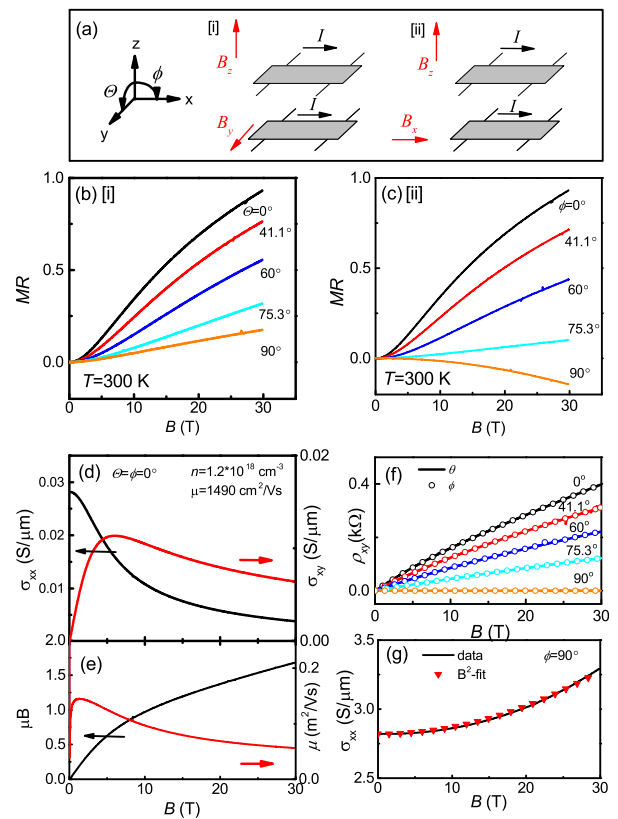 (a)
[i]
[ii]
z
x
y
Θ
ϕ
B_z
I
B_y
I
B_z
I
B_x
I
(b) [i]
Θ=0°
41.1°
60°
75.3°
90°
T=300 K
MR
1.0
0.5
0.0
0 10 20 30
B (T)
(c) [ii]
ϕ=0°
41.1°
60°
75.3°
90°
T=300 K
MR
1.0
0.5
0.0
0 10 20 30
B (T)
(d) Θ=ϕ=0°
n=1.2*10^18 cm^-3
μ=1490 cm²/Vs
σ_xx (S/μm)
0.03
0.02
0.01
0.02
0.01
0.00
σ_xy (S/μm)
(e)
μB
2.0
1.5
1.0
0.5
0.0
0.2
0.0
μ (m²/Vs)
0 10 20 30
B (T)
(f)
θ
ϕ
0°
41.1°
60°
75.3°
90°
ρ_xy (kΩ)
0.4
0.2
0.0
0 10 20 30
B (T)
(g)
data
B²-fit
ϕ=90°
σ_xx (S/μm)
3.5
3.0
2.5
0 10 20 30
B (T)